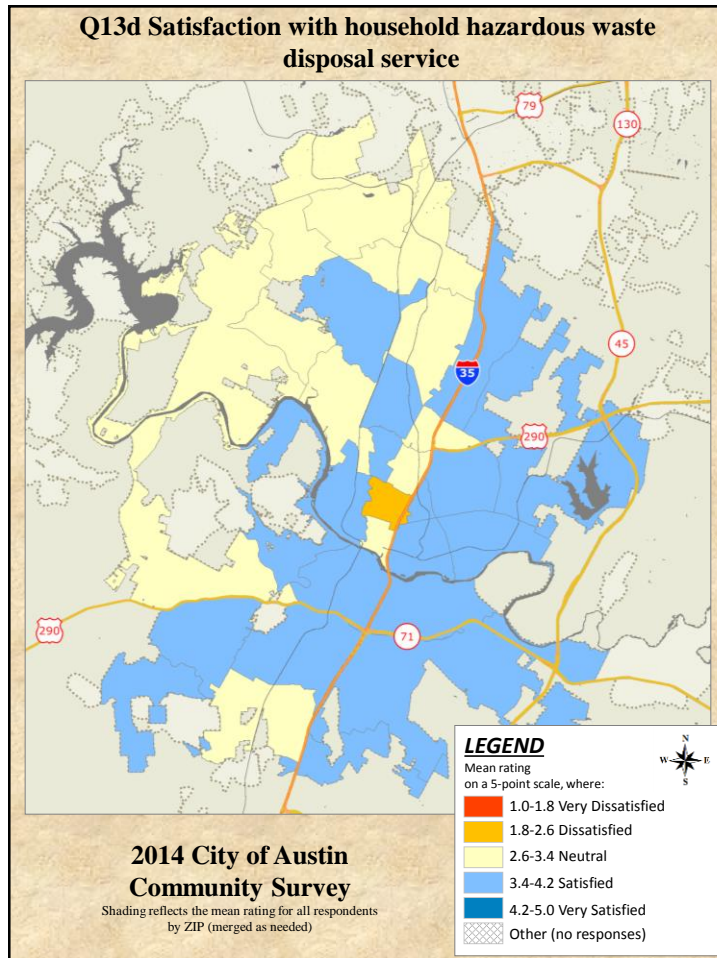 Q13d Satisfaction with household hazardous waste
disposal service
79
130
45
35
290
290
71
LEGEND
Mean rating
on a 5-point scale, where:
1.0-1.8 Very Dissatisfied
1.8-2.6 Dissatisfied
2.6-3.4 Neutral
3.4-4.2 Satisfied
4.2-5.0 Very Satisfied
Other (no responses)
N
W E
S
2014 City of Austin
Community Survey
Shading reflects the mean rating for all respondents
by ZIP (merged as needed)